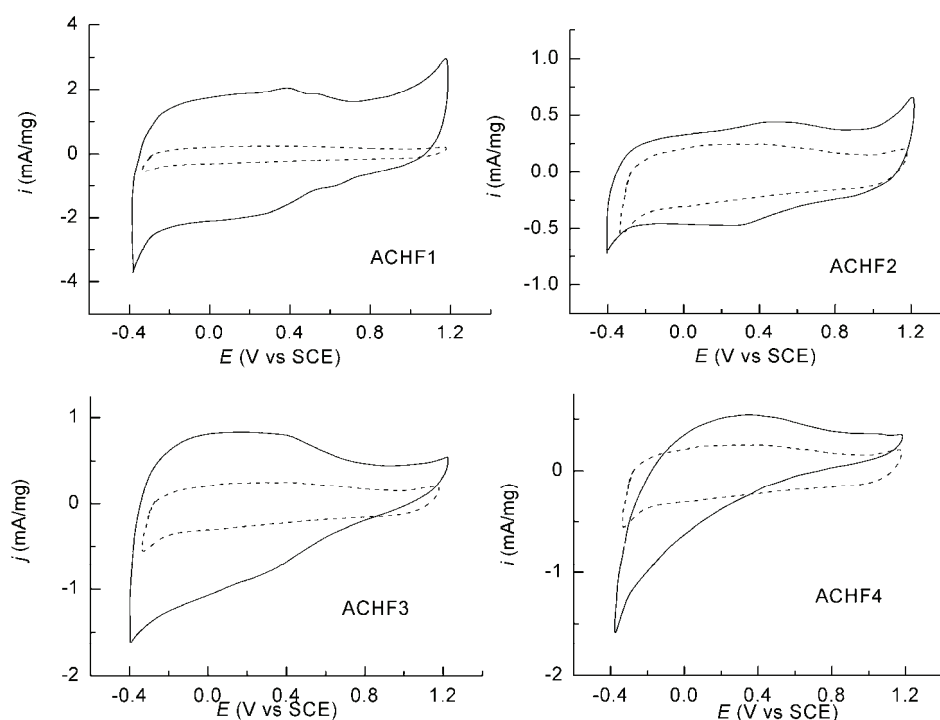 4
2
0
-2
-4
i (mA/mg)
-0.4 0.0 0.4 0.8 1.2
E (V vs SCE)
ACHF1
1.0
0.5
0.0
-0.5
-1.0
i (mA/mg)
-0.4 0.0 0.4 0.8 1.2
E (V vs SCE)
ACHF2
1
0
-1
-2
j (mA/mg)
-0.4 0.0 0.4 0.8 1.2
E (V vs SCE)
ACHF3
0
-1
-2
i (mA/mg)
-0.4 0.0 0.4 0.8 1.2
E (V vs SCE)
ACHF4